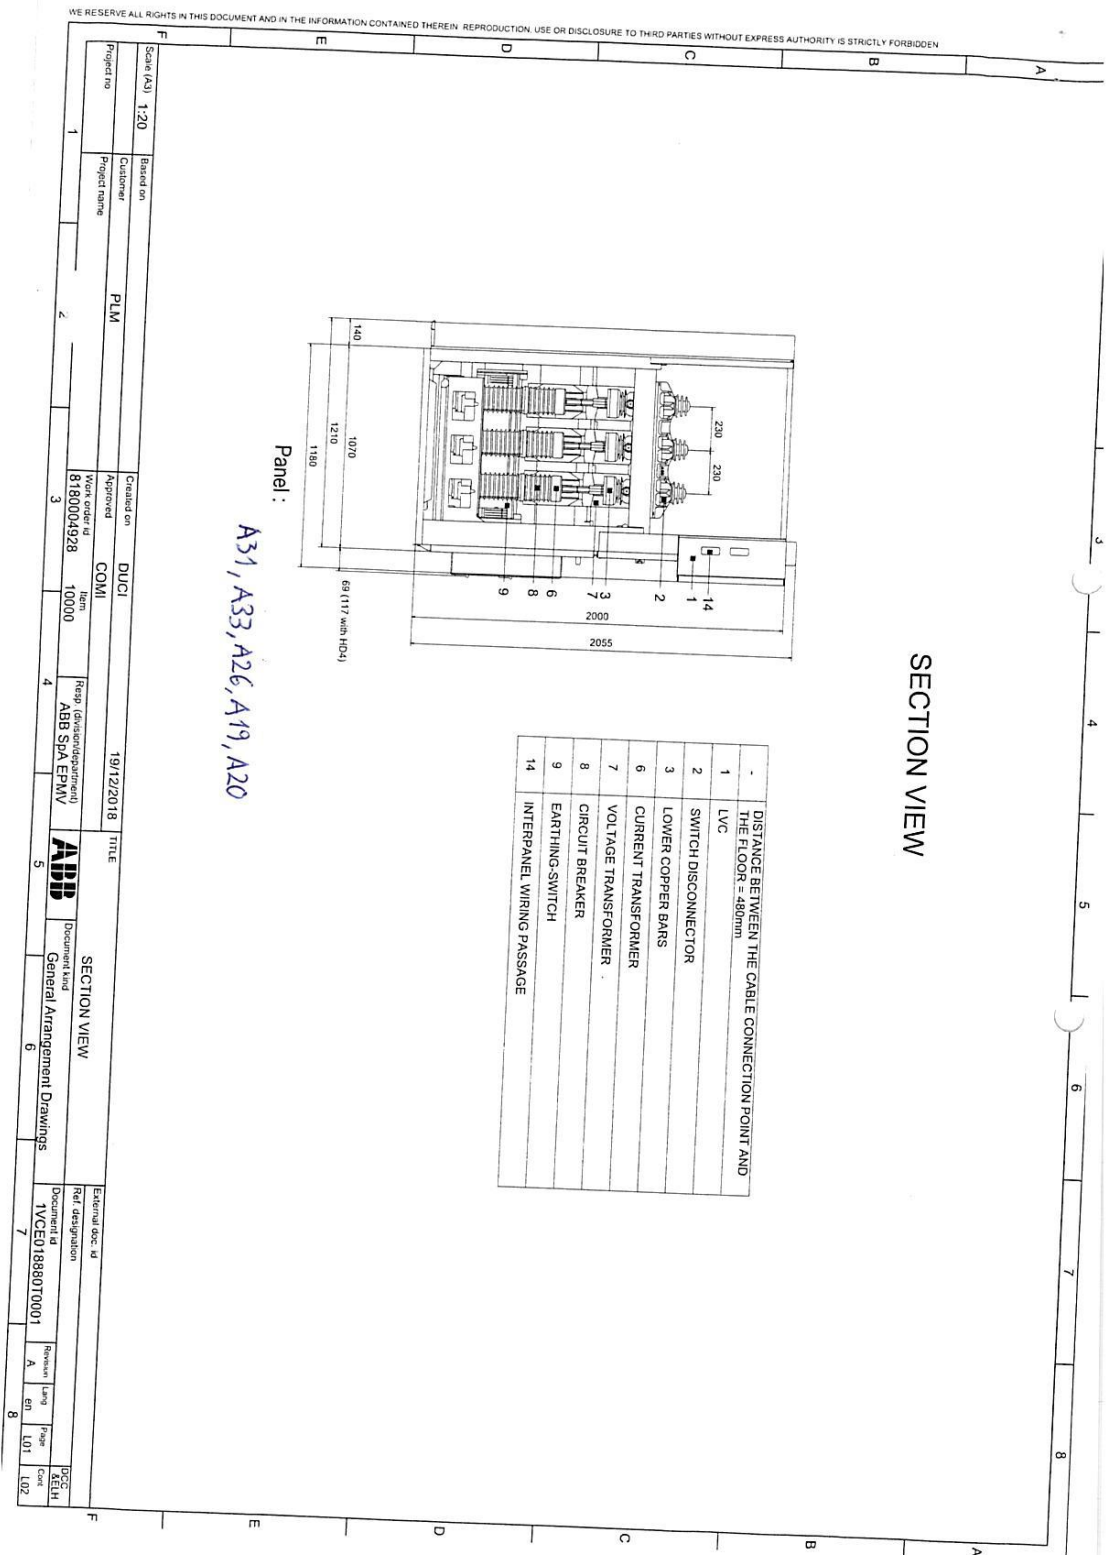 WE RESERVE ALL RIGHTS IN THIS DOCUMENT AND IN THE INFORMATION CONTAINED THEREIN. REPRODUCTION, USE OR DISCLOSURE TO THIRD PARTIES WITHOUT EXPRESS AUTHORITY IS STRICTLY FORBIDDEN
3 4 5 6 7 8
A
B
C
D
E
F
SECTION VIEW
230 230
14
1
2
3
7
6
8
9
2000
2055
140 1070
1210
1180
69 (117 with HD4)
- DISTANCE BETWEEN THE CABLE CONNECTION POINT AND
THE FLOOR = 480mm
1 LVC
2 SWITCH DISCONNECTOR
3 LOWER COPPER BARS
6 CURRENT TRANSFORMER
7 VOLTAGE TRANSFORMER
8 CIRCUIT BREAKER
9 EARTHING-SWITCH
14 INTERPANEL WIRING PASSAGE
Panel :
A31, A33, A26, A19, A20
A
B
C
D
E
F
Scale (A3) 1:20
Based on
Created on DUCI 19/12/2018
TITLE
SECTION VIEW
External doc. id
Customer PLM
Approved COMI
Ref. designation
DCC
&ELH
Project no
Project name
Work order id
8180004928
Item
10000
Resp. (division/department)
ABB SpA EPMV
ABB
Document kind
General Arrangement Drawings
Document id
1VCE018880T0001
Revision
A
Lang
en
Page
L01
Cont
L02
1 2 3 4 5 6 7 8